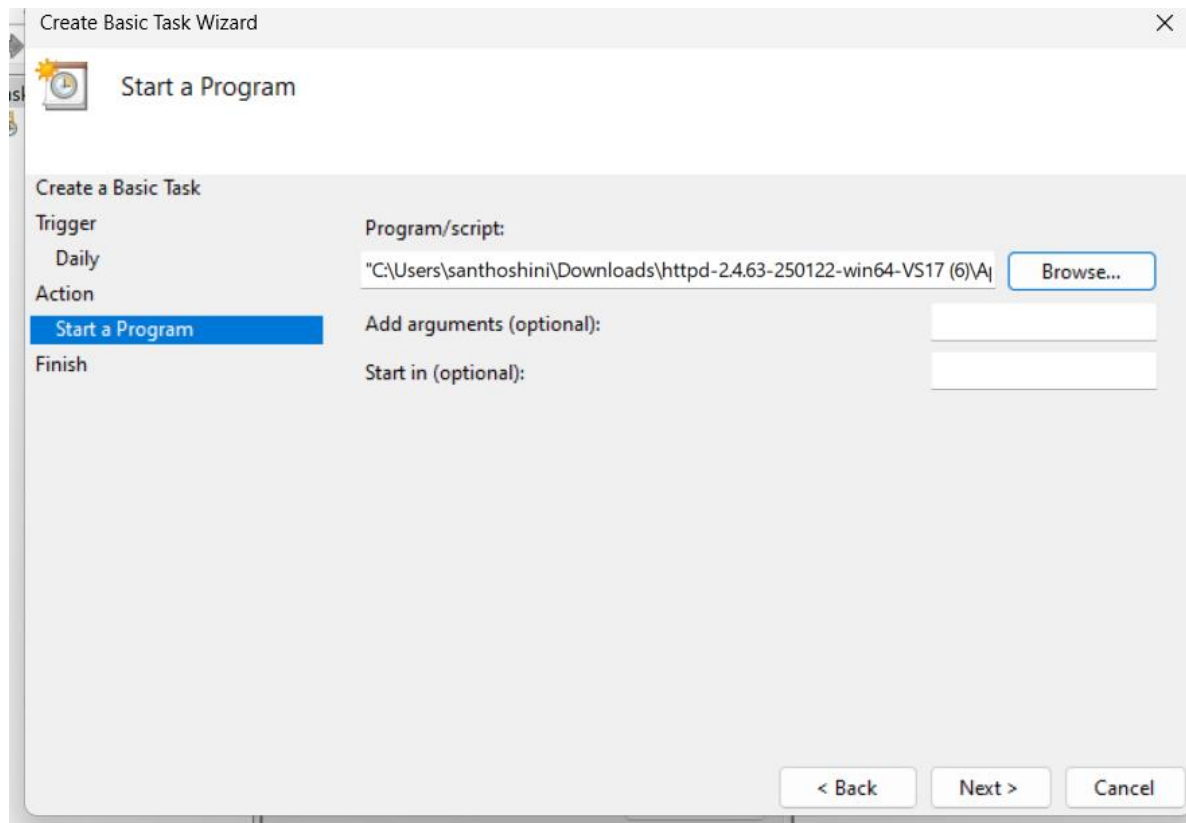 Create Basic Task Wizard
Start a Program
Create a Basic Task
Trigger
Daily
Action
Start a Program
Finish
Program/script:
"C:\Users\santhoshini\Downloads\httpd-2.4.63-250122-win64-VS17 (6)\Ap
Browse...
Add arguments (optional):
Start in (optional):
< Back
Next >
Cancel